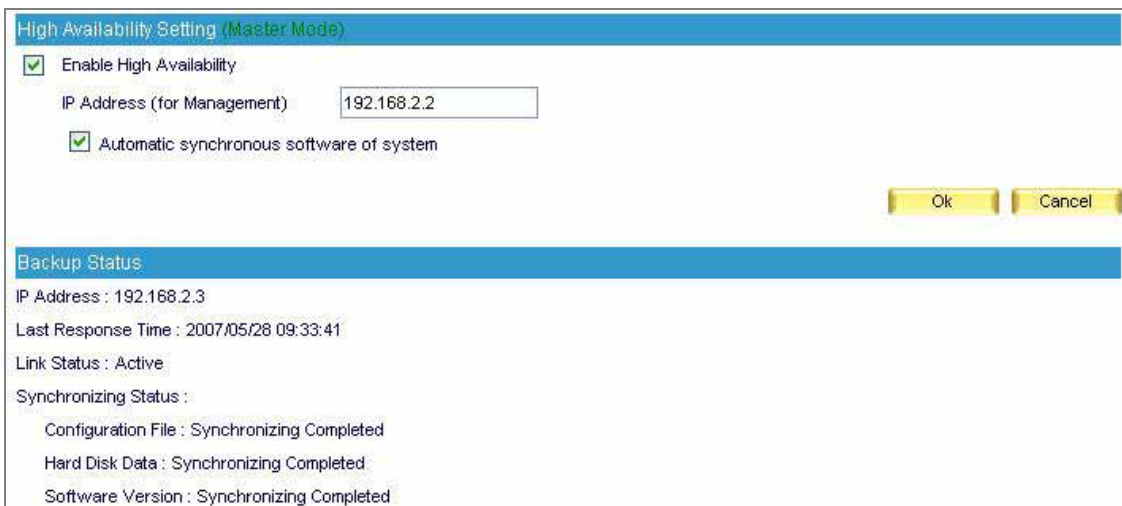 High Availability Setting (Master Mode)
Enable High Availability
IP Address (for Management) 192.168.2.2
Automatic synchronous software of system
Ok Cancel
Backup Status
IP Address : 192.168.2.3
Last Response Time : 2007/05/28 09:33:41
Link Status : Active
Synchronizing Status :
Configuration File : Synchronizing Completed
Hard Disk Data : Synchronizing Completed
Software Version : Synchronizing Completed